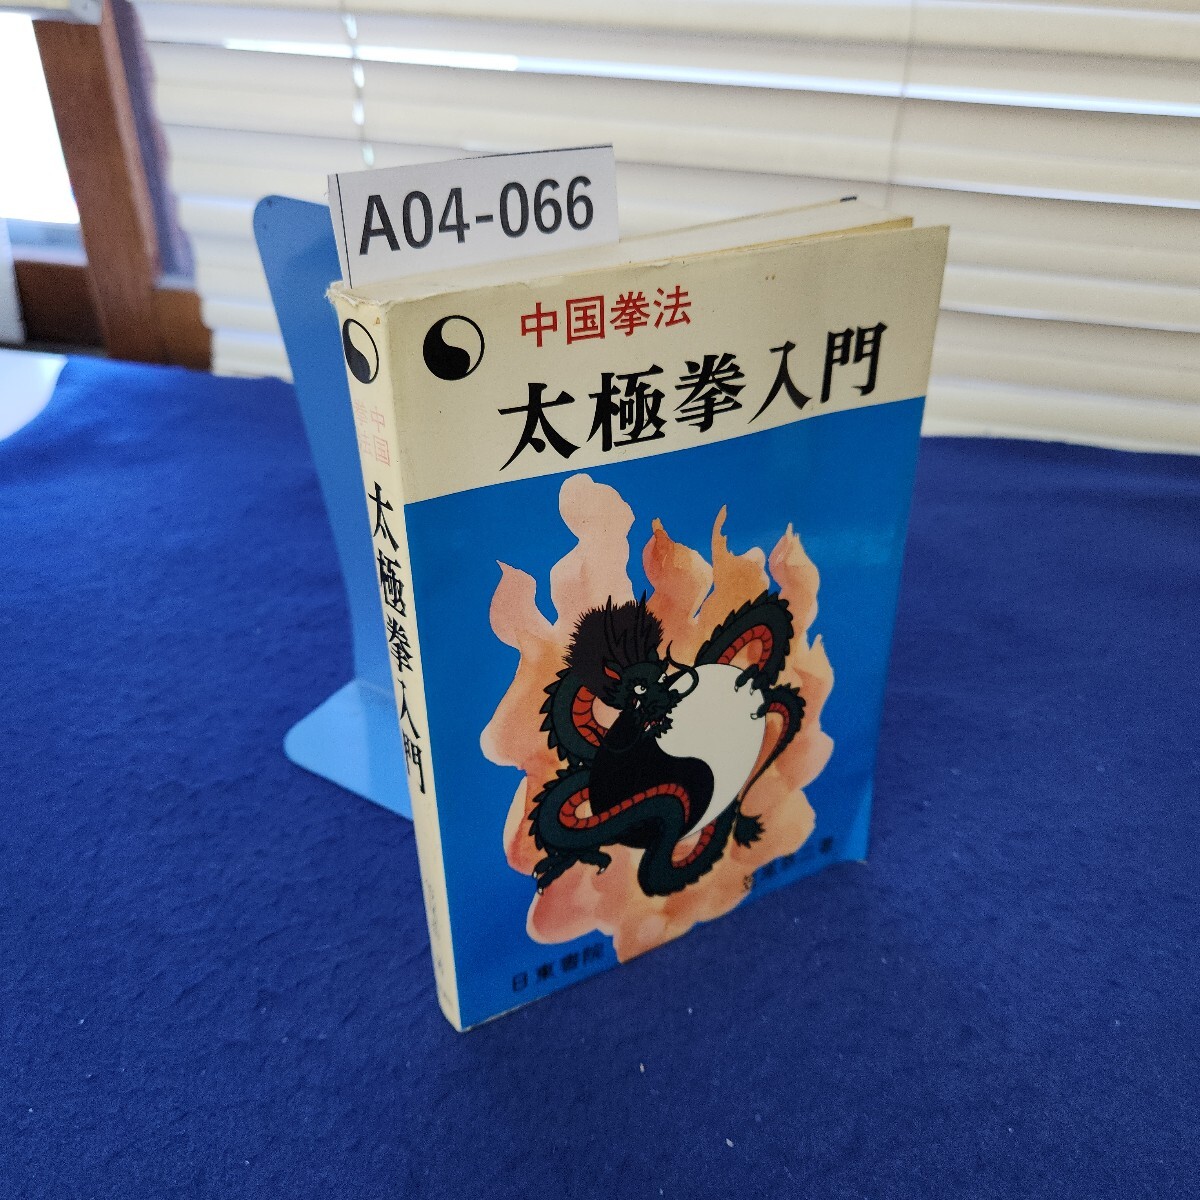 A04-066
中国拳法
太極拳入門
日東書院
中国
拳法
太極拳入門